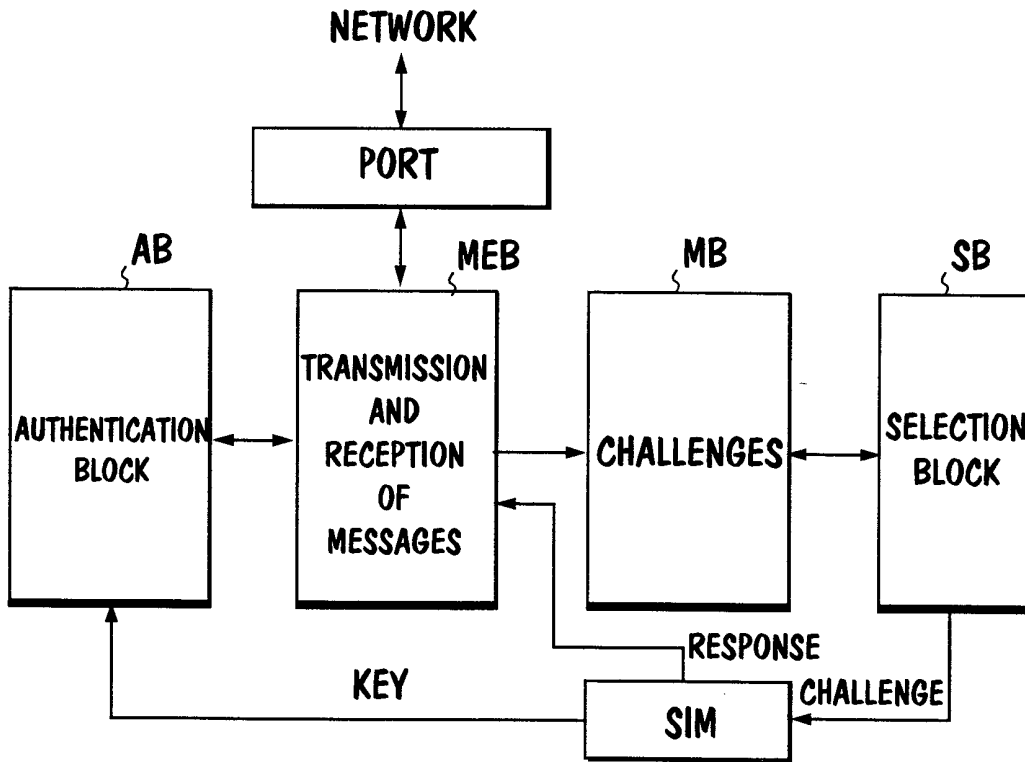 NETWORK
PORT
AB
MEB
MB
SB
AUTHENTICATION
BLOCK
TRANSMISSION
AND
RECEPTION
OF
MESSAGES
CHALLENGES
SELECTION
BLOCK
RESPONSE
KEY
CHALLENGE
SIM